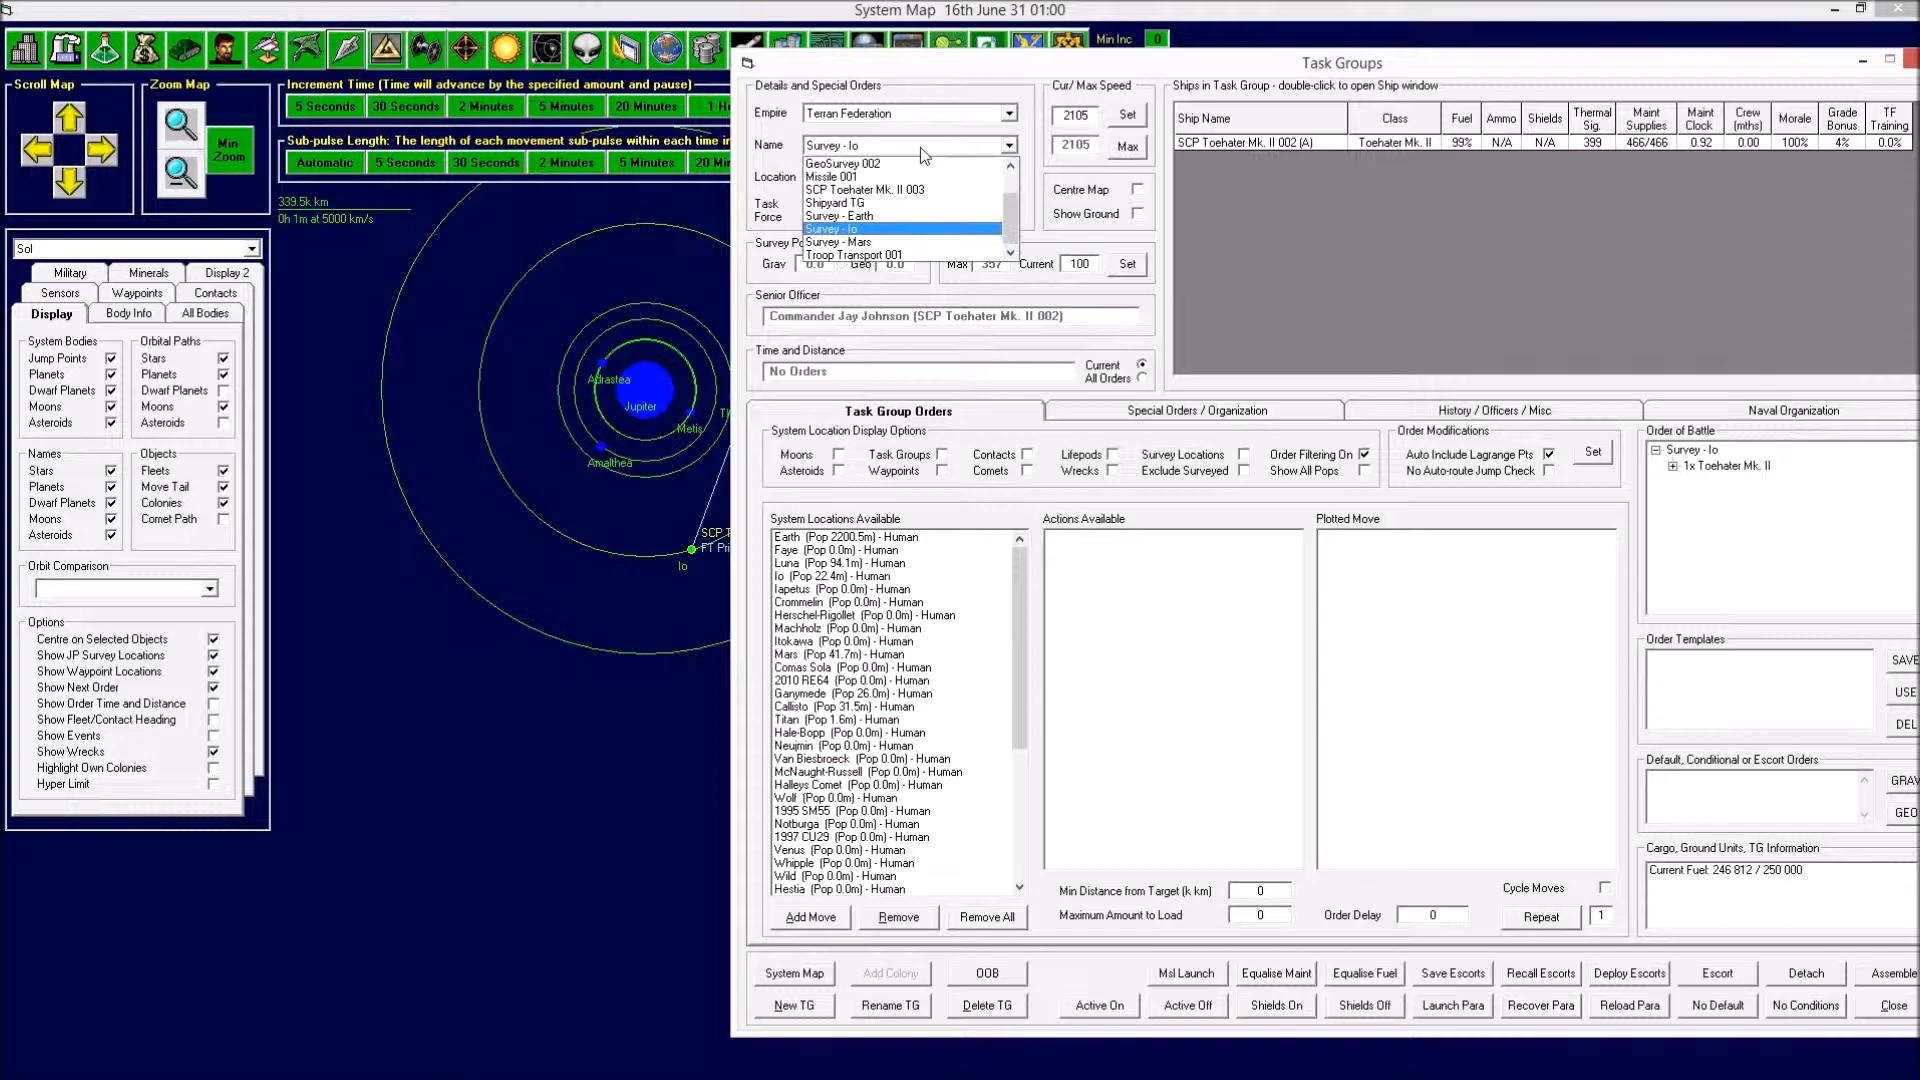 System Map 16th June 31 01:00
Min Inc 0
Scroll Map
Zoom Map
Min Zoom
Increment Time (Time will advance by the specified amount and pause)
5 Seconds 30 Seconds 2 Minutes 5 Minutes 20 Minutes
Sub-pulse Length: The length of each movement sub-pulse within each time
Automatic 5 Seconds 30 Seconds 2 Minutes 5 Minutes
339.5k km
0h 1m at 5000 km/s
Sol
Military Minerals Display 2
Sensors Waypoints Contacts
Display Body Info All Bodies
System Bodies
Jump Points
Planets
Dwarf Planets
Moons
Asteroids
Orbital Paths
Stars
Planets
Dwarf Planets
Moons
Asteroids
Names
Stars
Planets
Dwarf Planets
Moons
Asteroids
Objects
Fleets
Move Tail
Colonies
Comet Path
Orbit Comparison
Options
Centre on Selected Objects
Show JP Survey Locations
Show Waypoint Locations
Show Next Order
Show Order Time and Distance
Show Fleet/Contact Heading
Show Events
Show Wrecks
Highlight Own Colonies
Hyper Limit
Adrastea
Jupiter
Metis
Amalthea
Io
Task Groups
Details and Special Orders
Empire Terran Federation
Name Survey - Io
Location
Task Force
GeoSurvey 002
Missile 001
SCP Toehater Mk. II 003
Shipyard TG
Survey - Earth
Survey - Io
Survey - Mars
Troop Transport 001
Cur/ Max Speed
2105 Set
2105 Max
Centre Map
Show Ground
Grav 0.0 Geo 0.0
Max 357 Current 100 Set
Senior Officer
Commander Jay Johnson (SCP Toehater Mk. II 002)
Time and Distance
No Orders
Current
All Orders
Ships in Task Group - double-click to open Ship window
Ship Name Class Fuel Ammo Shields Thermal Sig. Maint Supplies Maint Clock Crew (mths) Morale Grade Bonus TF Training
SCP Toehater Mk. II 002 (A) Toehater Mk. II 99% N/A N/A 399 466/466 0.92 0.00 100% 4% 0.0%
Task Group Orders Special Orders / Organization History / Officers / Misc Naval Organization
System Location Display Options
Moons Task Groups Contacts Lifepods Survey Locations Order Filtering On
Asteroids Waypoints Comets Wrecks Exclude Surveyed Show All Pops
Order Modifications
Auto Include Lagrange Pts Set
No Auto-route Jump Check
Order of Battle
Survey - Io
1x Toehater Mk. II
System Locations Available
Earth (Pop 2200.5m) - Human
Faye (Pop 0.0m) - Human
Luna (Pop 94.1m) - Human
Io (Pop 22.4m) - Human
Iapetus (Pop 0.0m) - Human
Crommelin (Pop 0.0m) - Human
Herschel-Rigollet (Pop 0.0m) - Human
Machholz (Pop 0.0m) - Human
Itokawa (Pop 0.0m) - Human
Mars (Pop 41.7m) - Human
Comas Sola (Pop 0.0m) - Human
2010 RE64 (Pop 0.0m) - Human
Ganymede (Pop 26.0m) - Human
Callisto (Pop 31.5m) - Human
Titan (Pop 1.6m) - Human
Hale-Bopp (Pop 0.0m) - Human
Neujmin (Pop 0.0m) - Human
Van Biesbroeck (Pop 0.0m) - Human
McNaught-Russell (Pop 0.0m) - Human
Halleys Comet (Pop 0.0m) - Human
Wolf (Pop 0.0m) - Human
1995 SM55 (Pop 0.0m) - Human
Notburga (Pop 0.0m) - Human
1997 CU29 (Pop 0.0m) - Human
Venus (Pop 0.0m) - Human
Whipple (Pop 0.0m) - Human
Wild (Pop 0.0m) - Human
Hestia (Pop 0.0m) - Human
Add Move Remove Remove All
Actions Available
Plotted Move
Min Distance from Target (k km) 0
Maximum Amount to Load 0
Order Delay 0
Cycle Moves
Repeat 1
Order Templates
SAVE
USE
DEL
Default, Conditional or Escort Orders
GRAV
GEO
Cargo, Ground Units, TG Information
Current Fuel: 246 812 / 250 000
System Map Add Colony OOB Msl Launch Equalise Maint Equalise Fuel Save Escorts Recall Escorts Deploy Escorts Escort Detach Assemble
New TG Rename TG Delete TG Active On Active Off Shields On Shields Off Launch Para Recover Para Reload Para No Default No Conditions Close